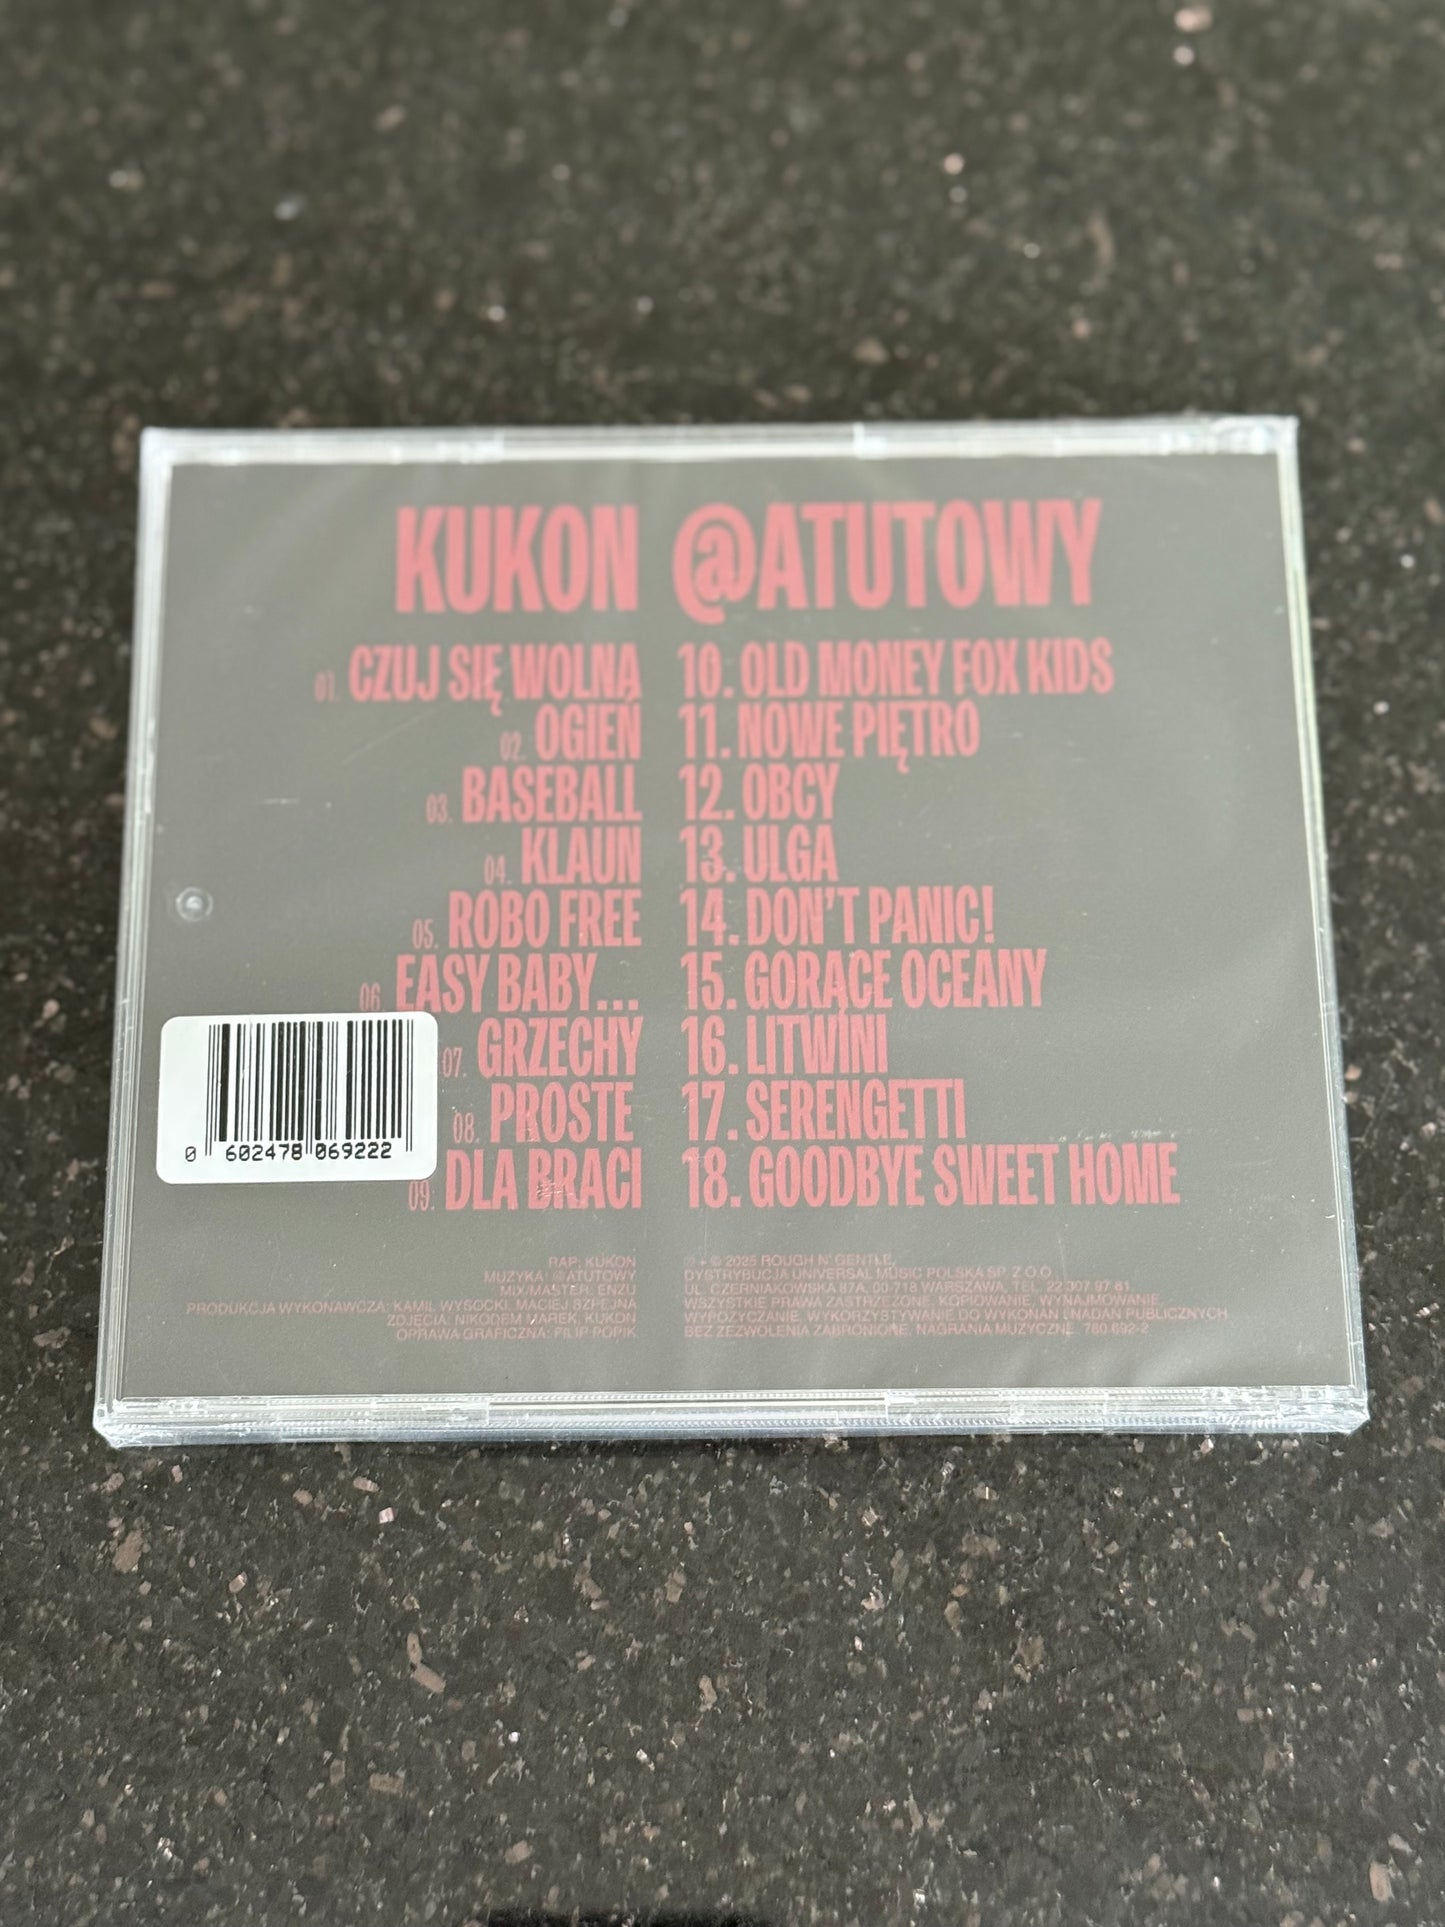 KUKON @ATUTOWY
01. CZUJ SIĘ WOLNA
02. OGIEŃ
03. BASEBALL
04. KLAUN
05. ROBO FREE
06. EASY BABY...
07. GRZECHY
08. PROSTE
09. DLA BRACI
10. OLD MONEY FOX KIDS
11. NOWE PIĘTRO
12. OBCY
13. ULGA
14. DON'T PANIC!
15. GORĄCE OCEANY
16. LITWINI
17. SERENGETTI
18. GOODBYE SWEET HOME
0 602478 069222
RAP: KUKON
MUZYKA: @ATUTOWY
MIX/MASTER: ENZU
PRODUKCJA WYKONAWCZA: KAMIL WYSOCKI, MACIEJ SZPEJNA
ZDJĘCIA: NIKODEM MAREK, KUKON
OPRAWA GRAFICZNA: FILIP POPIK
℗ + © 2025 ROUGH N' GENTLE,
DYSTRYBUCJA UNIVERSAL MUSIC POLSKA SP. Z O.O.
UL. CZERNIAKOWSKA 87A, 00-718 WARSZAWA, TEL. 22 307 97 81.
WSZYSTKIE PRAWA ZASTRZEŻONE. KOPIOWANIE, WYNAJMOWANIE
WYPOŻYCZANIE, WYKORZYSTYWANIE DO WYKONAŃ I NADAŃ PUBLICZNYCH
BEZ ZEZWOLENIA ZABRONIONE. NAGRANIA MUZYCZNE. 780 692-2